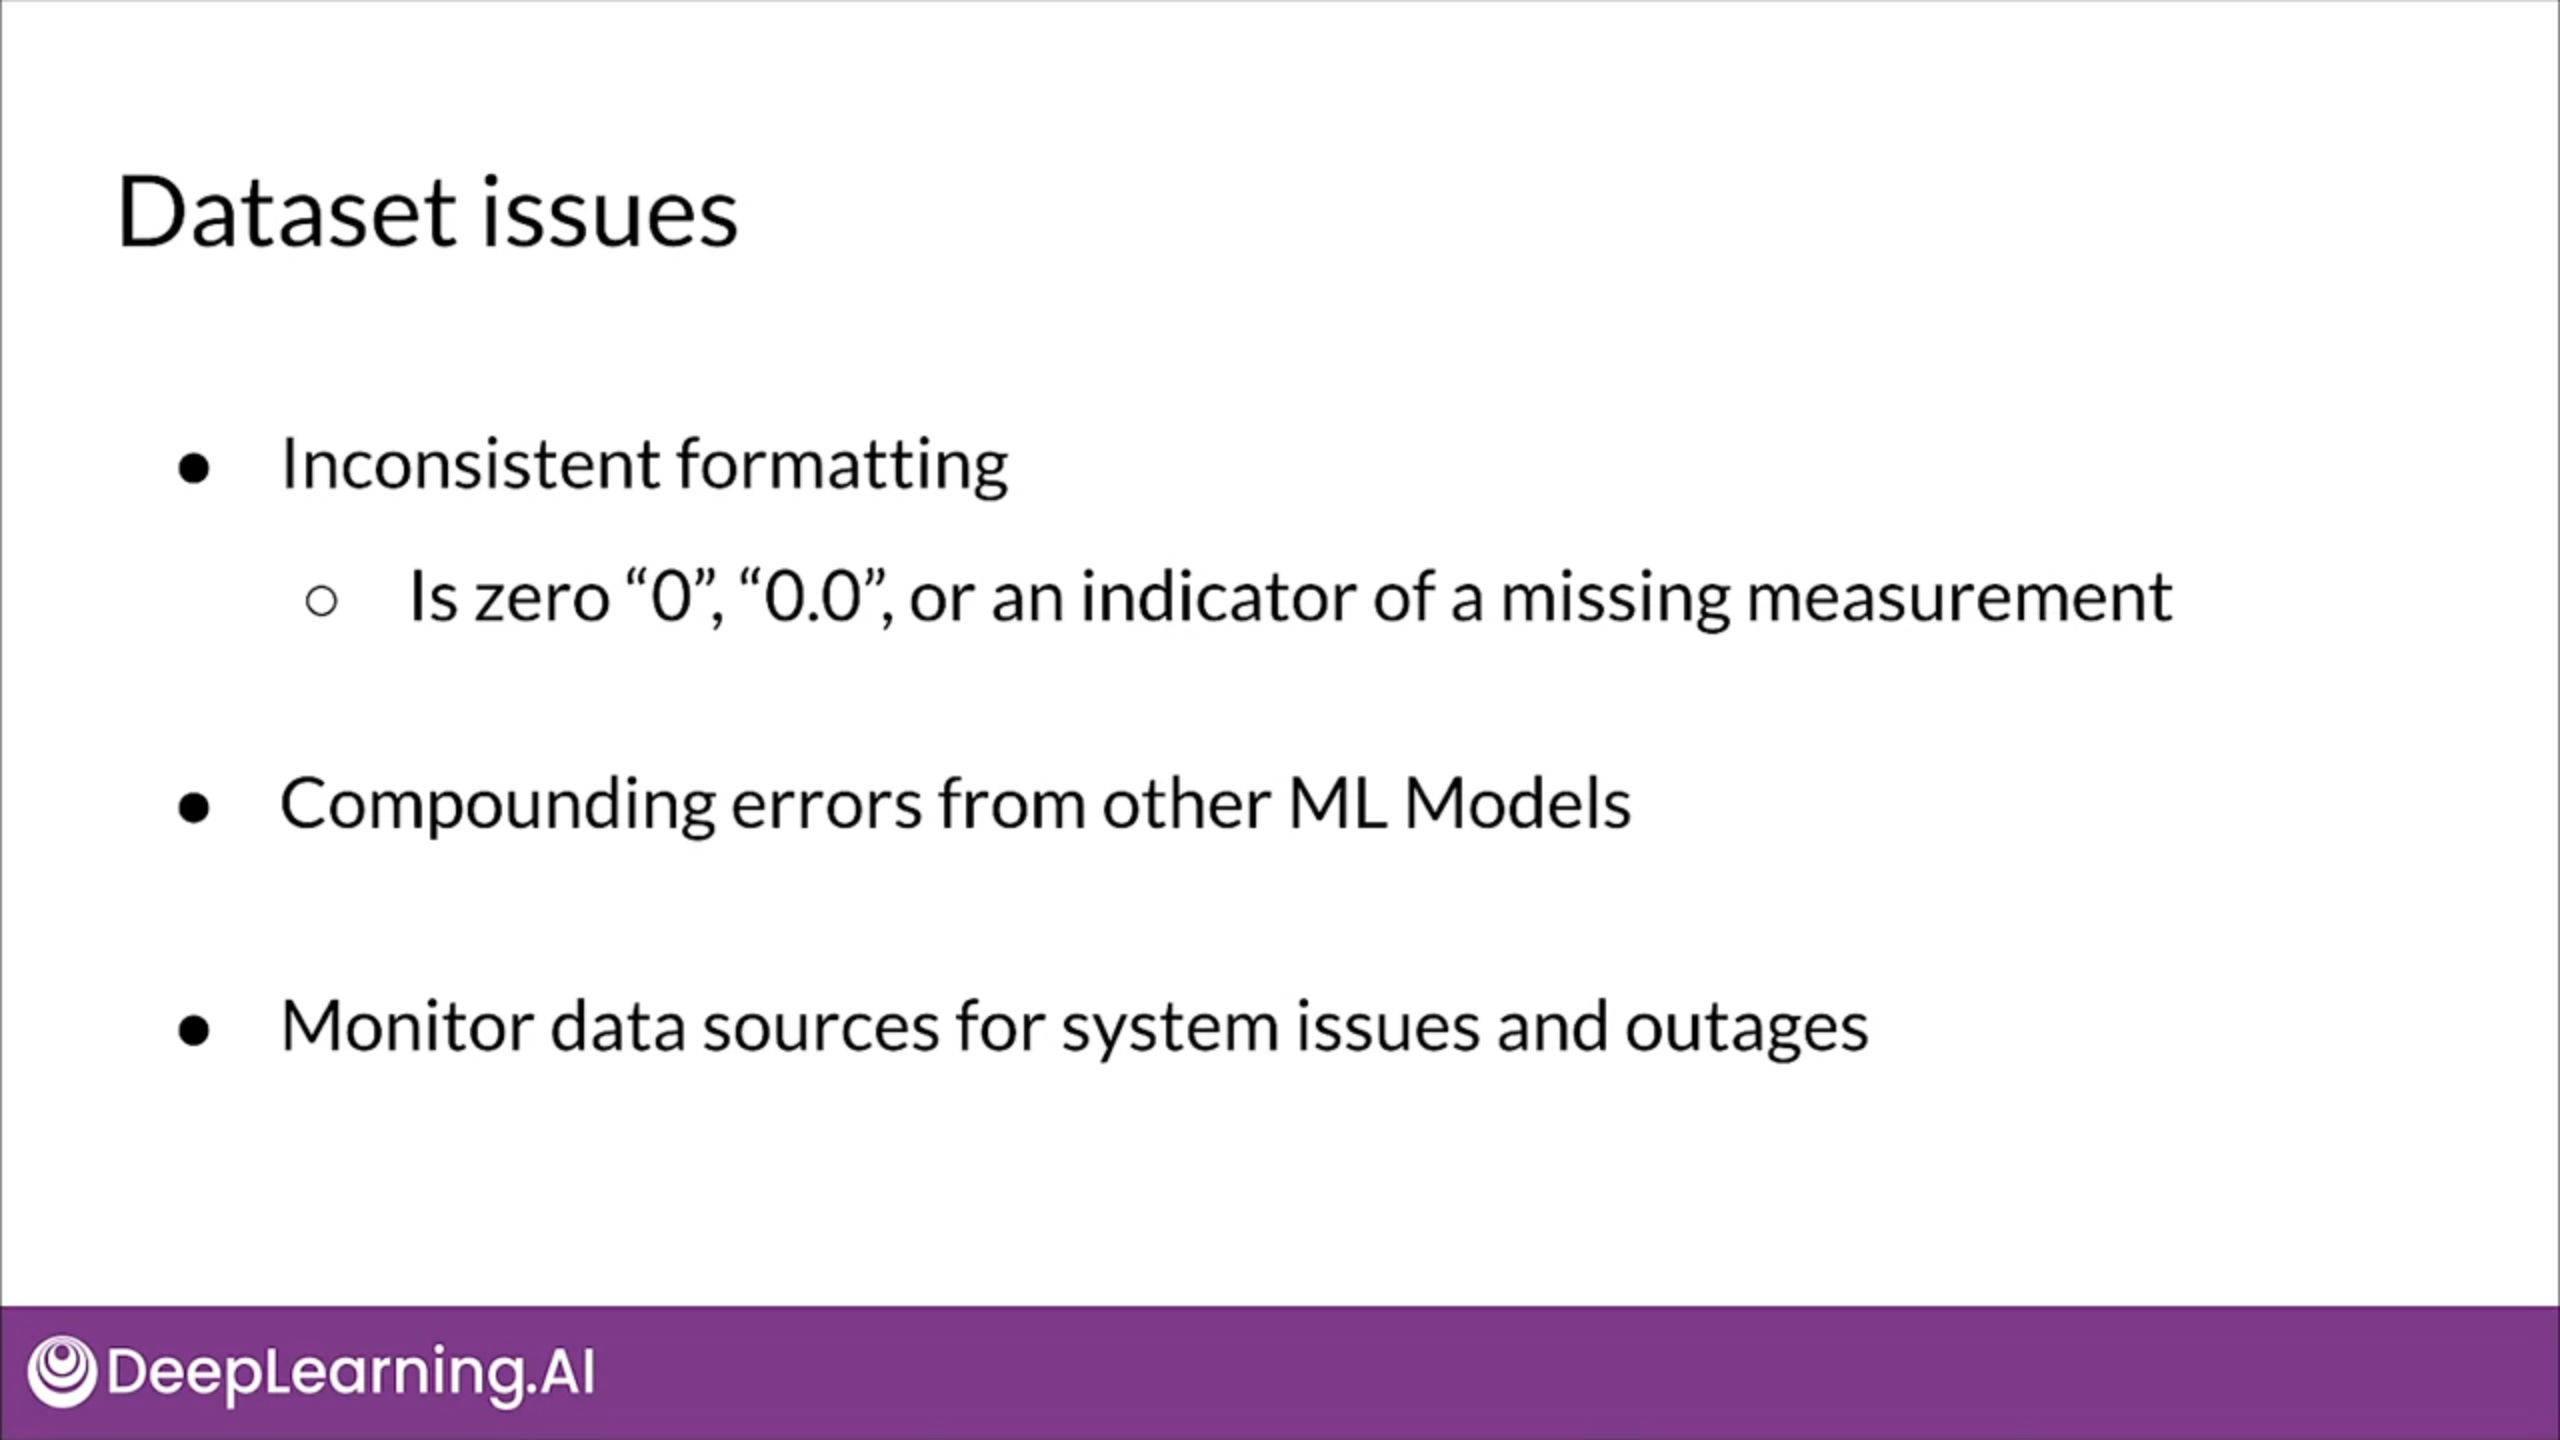 Dataset issues
● Inconsistent formatting
○ Is zero “0”, “0.0”, or an indicator of a missing measurement
● Compounding errors from other ML Models
● Monitor data sources for system issues and outages
DeepLearning.AI